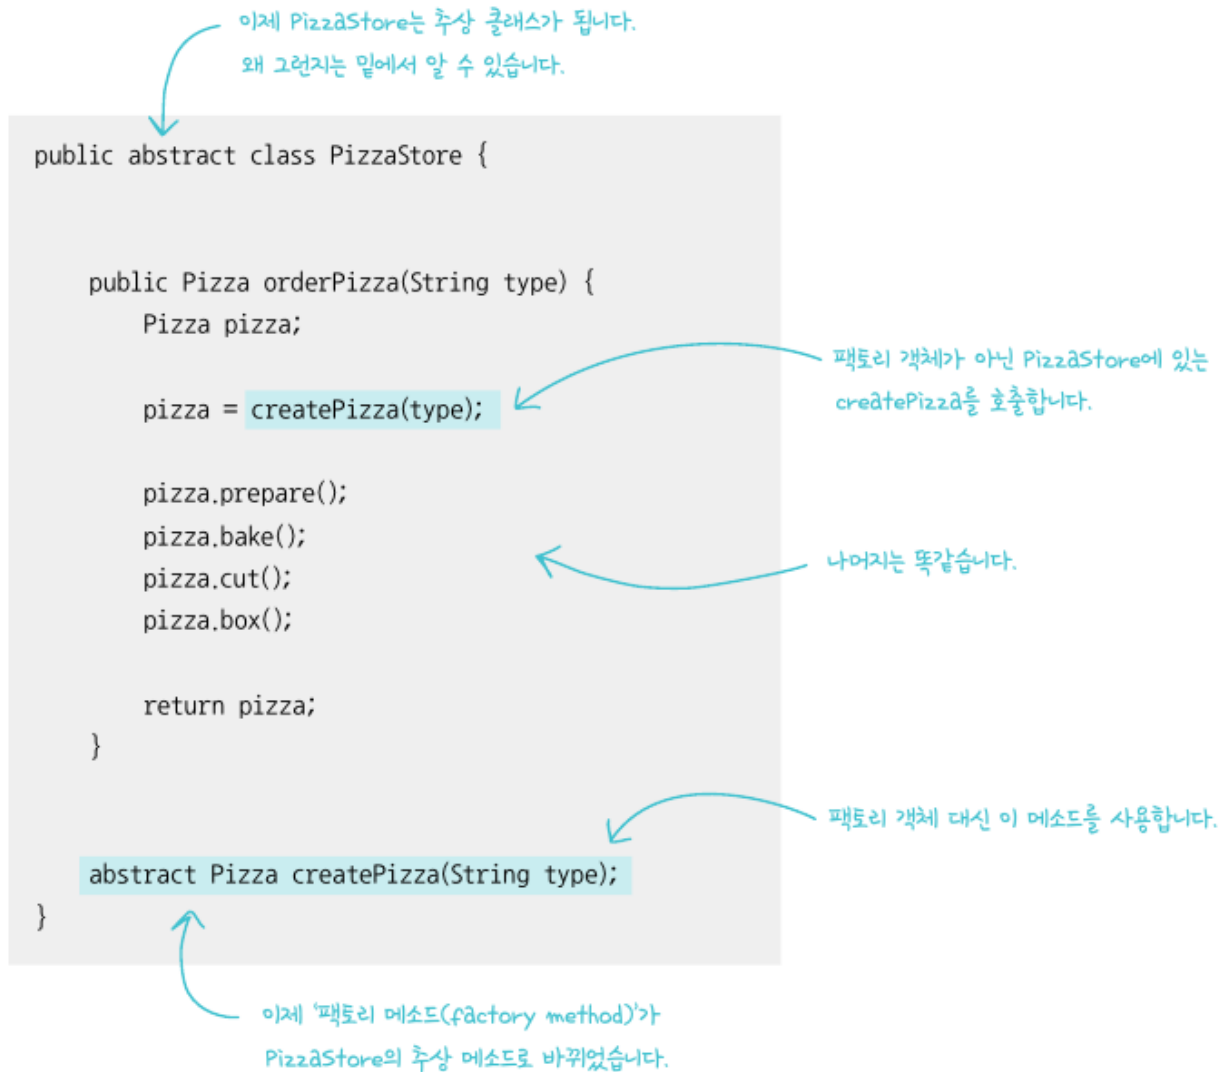 이제 PizzaStore는 추상 클래스가 됩니다.
왜 그런지는 밑에서 알 수 있습니다.
public abstract class PizzaStore {
public Pizza orderPizza(String type) {
Pizza pizza;
pizza = createPizza(type);
팩토리 객체가 아닌 PizzaStore에 있는
createPizza를 호출합니다.
pizza.prepare();
pizza.bake();
pizza.cut();
pizza.box();
나머지는 똑같습니다.
return pizza;
}
팩토리 객체 대신 이 메소드를 사용합니다.
abstract Pizza createPizza(String type);
}
이제 '팩토리 메소드(factory method)'가
PizzaStore의 추상 메소드로 바뀌었습니다.